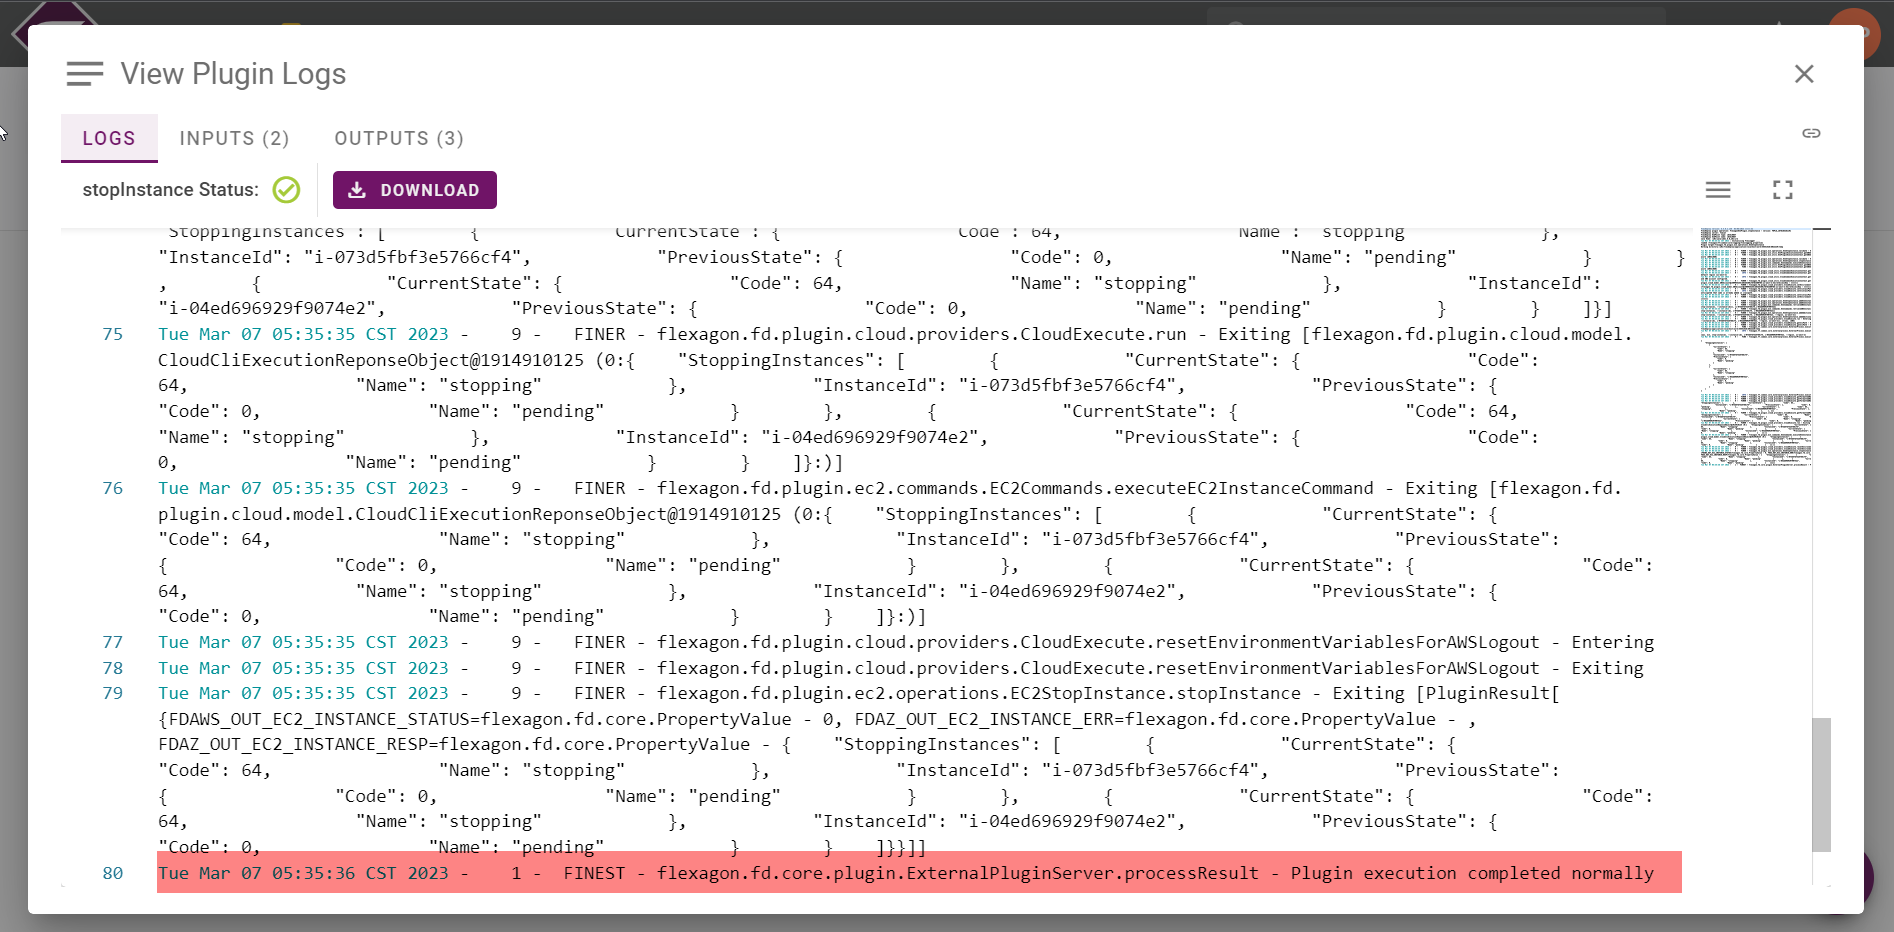 View Plugin Logs
LOGS INPUTS (2) OUTPUTS (3)
stopInstance Status: DOWNLOAD
"StoppingInstances": [ { "CurrentState": { "Code": 64, "Name": "stopping" },
"InstanceId": "i-073d5fbf3e5766cf4", "PreviousState": { "Code": 0, "Name": "pending" } }
, { "CurrentState": { "Code": 64, "Name": "stopping" }, "InstanceId":
"i-04ed696929f9074e2", "PreviousState": { "Code": 0, "Name": "pending" } } ]}]
75 Tue Mar 07 05:35:35 CST 2023 - 9 - FINER - flexagon.fd.plugin.cloud.providers.CloudExecute.run - Exiting [flexagon.fd.plugin.cloud.model.
CloudCliExecutionReponseObject@1914910125 (0:{ "StoppingInstances": [ { "CurrentState": { "Code":
64, "Name": "stopping" }, "InstanceId": "i-073d5fbf3e5766cf4", "PreviousState": {
"Code": 0, "Name": "pending" } }, { "CurrentState": { "Code": 64,
"Name": "stopping" }, "InstanceId": "i-04ed696929f9074e2", "PreviousState": { "Code":
0, "Name": "pending" } } ]}:)]
76 Tue Mar 07 05:35:35 CST 2023 - 9 - FINER - flexagon.fd.plugin.ec2.commands.EC2Commands.executeEC2InstanceCommand - Exiting [flexagon.fd.
plugin.cloud.model.CloudCliExecutionReponseObject@1914910125 (0:{ "StoppingInstances": [ { "CurrentState": {
"Code": 64, "Name": "stopping" }, "InstanceId": "i-073d5fbf3e5766cf4", "PreviousState":
{ "Code": 0, "Name": "pending" } }, { "CurrentState": { "Code":
64, "Name": "stopping" }, "InstanceId": "i-04ed696929f9074e2", "PreviousState": {
"Code": 0, "Name": "pending" } } ]}:)]
77 Tue Mar 07 05:35:35 CST 2023 - 9 - FINER - flexagon.fd.plugin.cloud.providers.CloudExecute.resetEnvironmentVariablesForAWSLogout - Entering
78 Tue Mar 07 05:35:35 CST 2023 - 9 - FINER - flexagon.fd.plugin.cloud.providers.CloudExecute.resetEnvironmentVariablesForAWSLogout - Exiting
79 Tue Mar 07 05:35:35 CST 2023 - 9 - FINER - flexagon.fd.plugin.ec2.operations.EC2StopInstance.stopInstance - Exiting [PluginResult[
{FDAWS_OUT_EC2_INSTANCE_STATUS=flexagon.fd.core.PropertyValue - 0, FDAZ_OUT_EC2_INSTANCE_ERR=flexagon.fd.core.PropertyValue - ,
FDAZ_OUT_EC2_INSTANCE_RESP=flexagon.fd.core.PropertyValue - { "StoppingInstances": [ { "CurrentState": {
"Code": 64, "Name": "stopping" }, "InstanceId": "i-073d5fbf3e5766cf4", "PreviousState":
{ "Code": 0, "Name": "pending" } }, { "CurrentState": { "Code":
64, "Name": "stopping" }, "InstanceId": "i-04ed696929f9074e2", "PreviousState": {
"Code": 0, "Name": "pending" } } ]}}]]
80 Tue Mar 07 05:35:36 CST 2023 - 1 - FINEST - flexagon.fd.core.plugin.ExternalPluginServer.processResult - Plugin execution completed normally